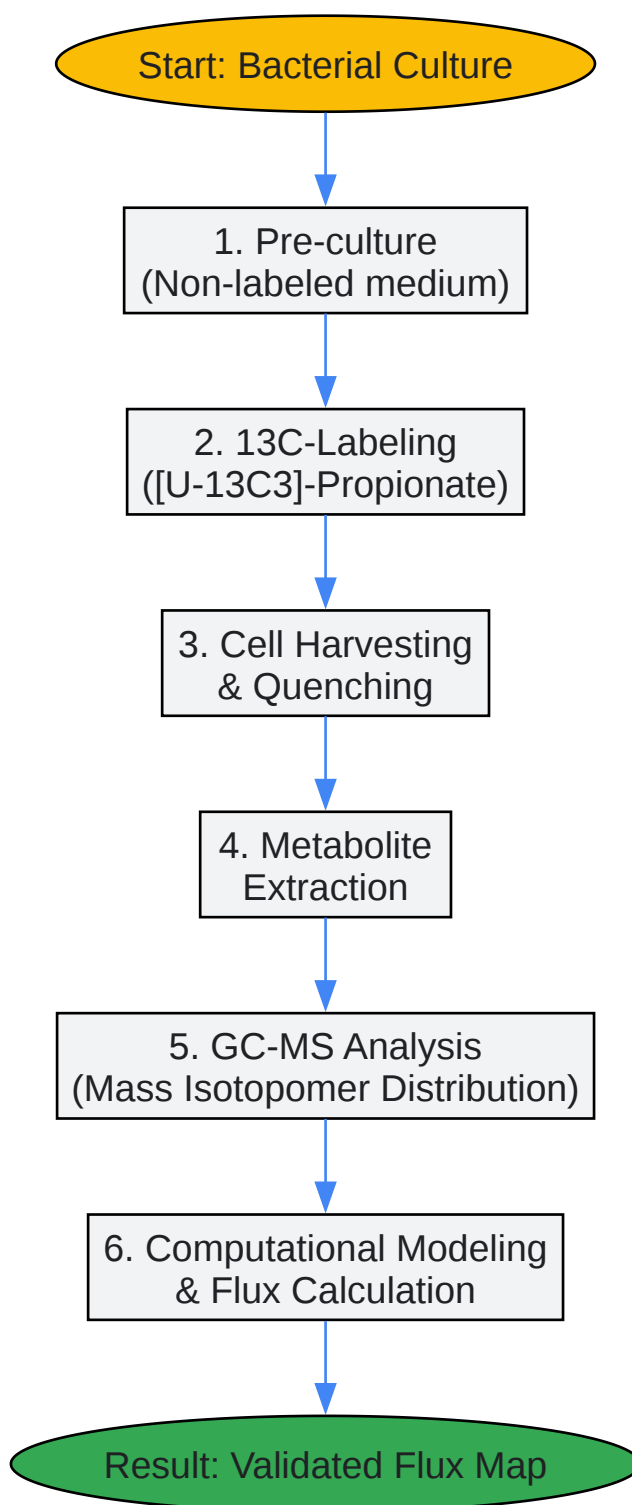 Start: Bacterial Culture
1. Pre-culture
(Non-labeled medium)
2. 13C-Labeling
([U-13C3]-Propionate)
3. Cell Harvesting
& Quenching
4. Metabolite
Extraction
5. GC-MS Analysis
(Mass Isotopomer Distribution)
6. Computational Modeling
& Flux Calculation
Result: Validated Flux Map